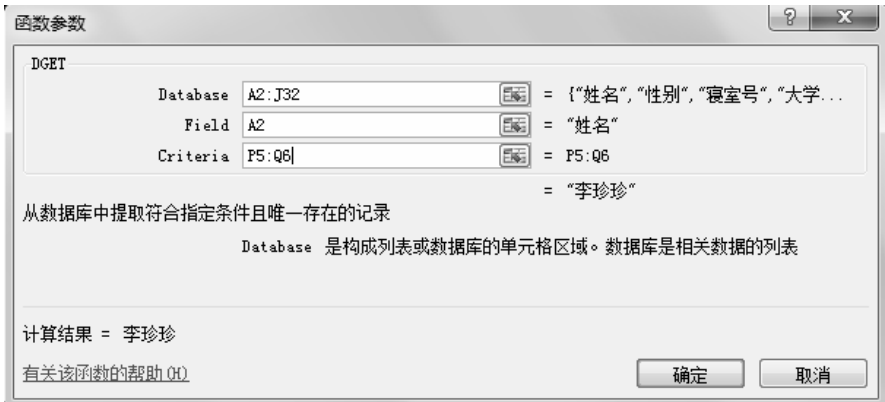 函数参数
DGET
Database A2:J32 = {"姓名","性别","寝室号","大学...
Field A2 = "姓名"
Criteria P5:Q6 = P5:Q6
= "李珍珍"
从数据库中提取符合指定条件且唯一存在的记录
Database 是构成列表或数据库的单元格区域。数据库是相关数据的列表
计算结果 = 李珍珍
有关该函数的帮助(H)
确定 取消